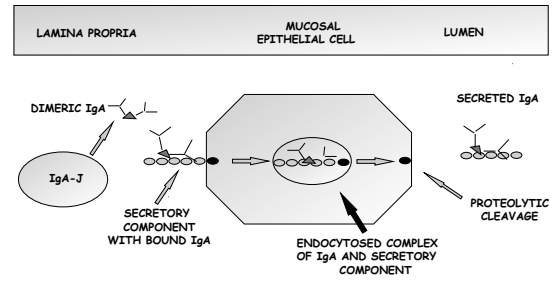 LAMINA PROPRIA
MUCOSAL
EPITHELIAL CELL
LUMEN
DIMERIC IgA
SECRETED IgA
IgA-J
SECRETORY
COMPONENT
WITH BOUND IgA
ENDOCYTOSED COMPLEX
OF IgA AND SECRETORY
COMPONENT
PROTEOLYTIC
CLEAVAGE